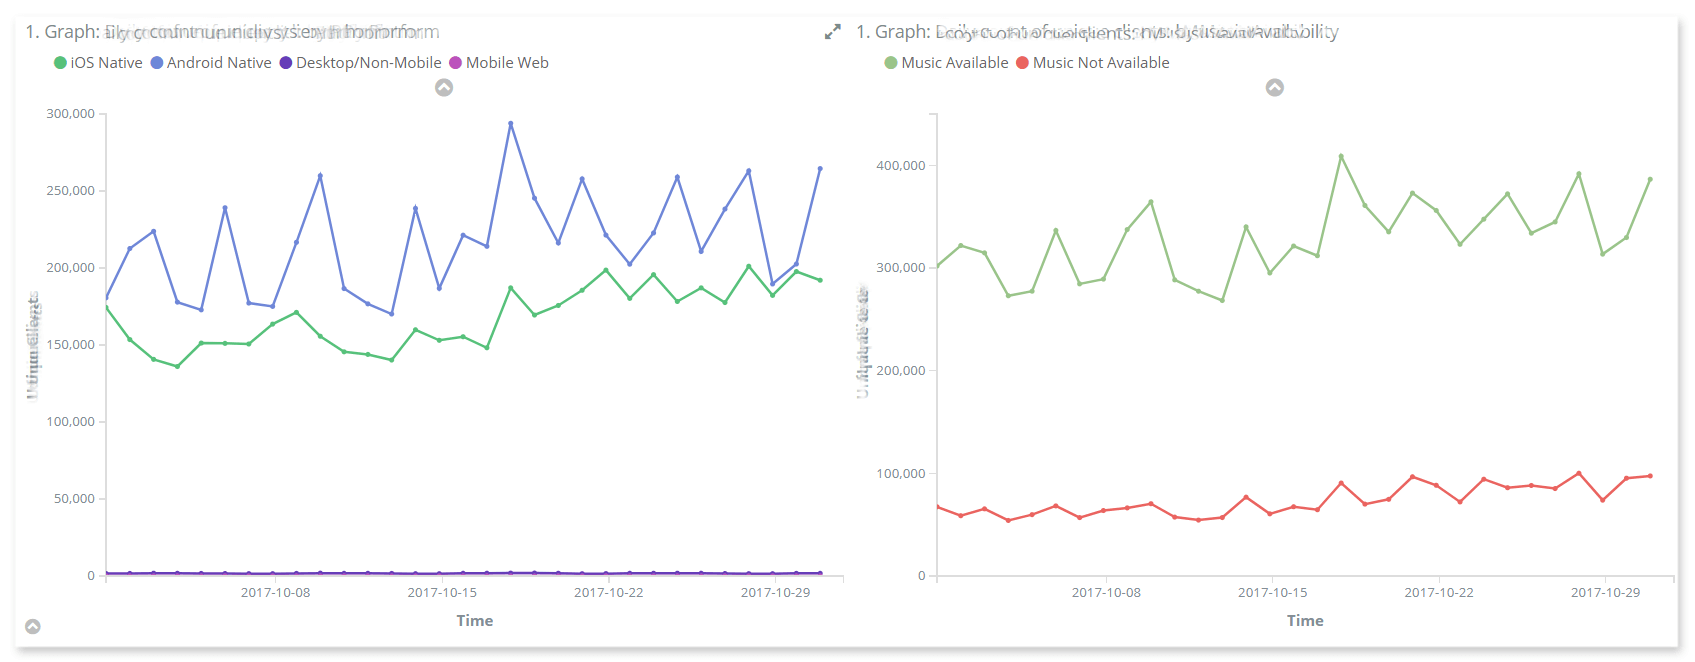 1. Graph:
iOS Native Android Native Desktop/Non-Mobile Mobile Web
300,000
250,000
200,000
150,000
100,000
50,000
0
2017-10-08 2017-10-15 2017-10-22 2017-10-29
Time
1. Graph:
Music Available Music Not Available
400,000
300,000
200,000
100,000
0
2017-10-08 2017-10-15 2017-10-22 2017-10-29
Time